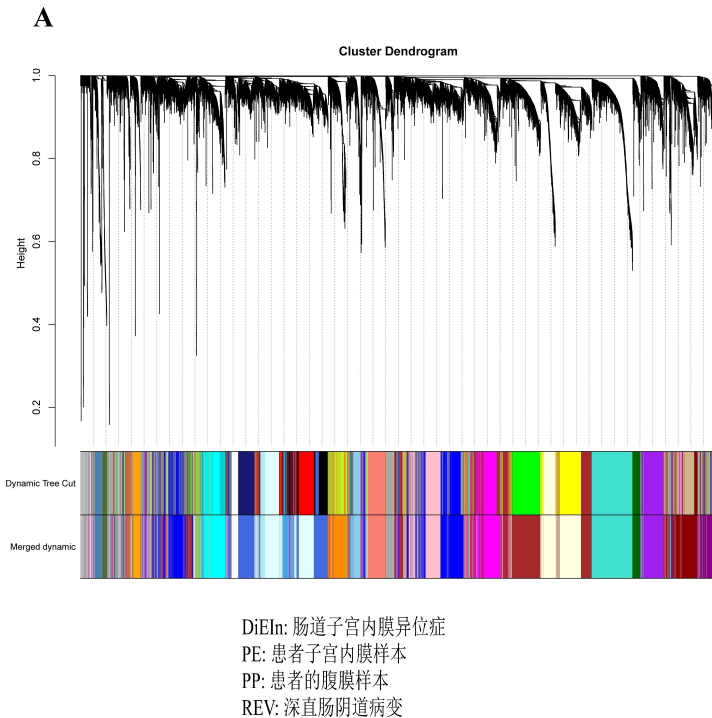 A
Cluster Dendrogram
Height
1.0
0.8
0.6
0.4
0.2
Dynamic Tree Cut
Merged dynamic
DiEIn: 肠道子宫内膜异位症
PE: 患者子宫内膜样本
PP: 患者的腹膜样本
REV: 深直肠阴道病变